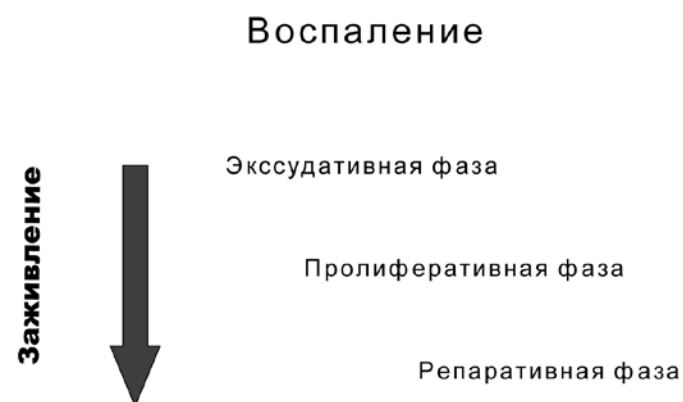 Воспаление
Экссудативная фаза
Заживление
Пролиферативная фаза
Репаративная фаза